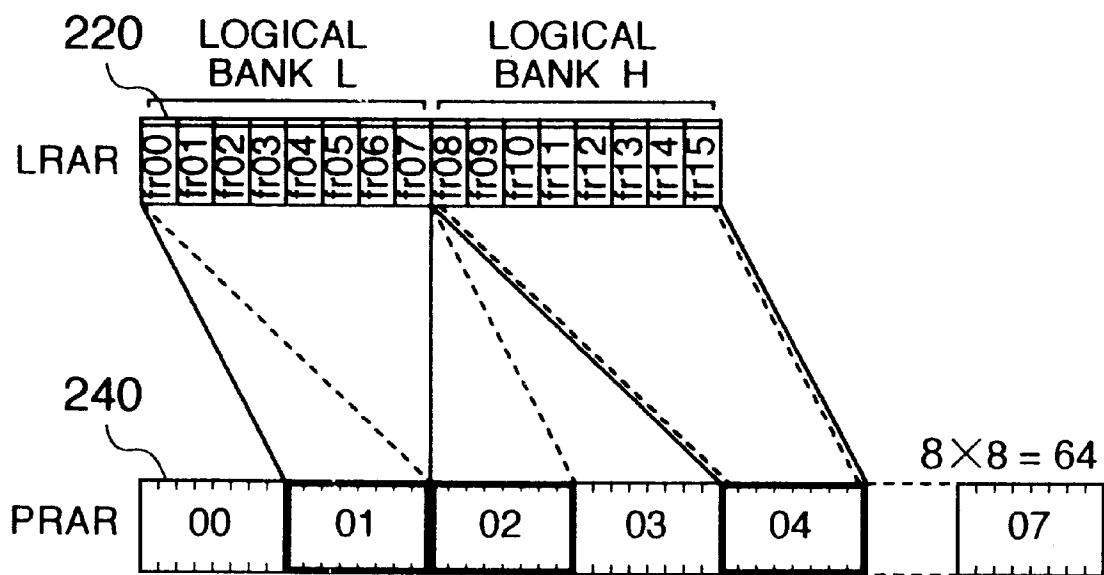 220
LOGICAL
BANK L
LOGICAL
BANK H
LRAR
fr00
fr01
fr02
fr03
fr04
fr05
fr06
fr07
fr08
fr09
fr10
fr11
fr12
fr13
fr14
fr15
240
8×8 = 64
PRAR
00
01
02
03
04
07